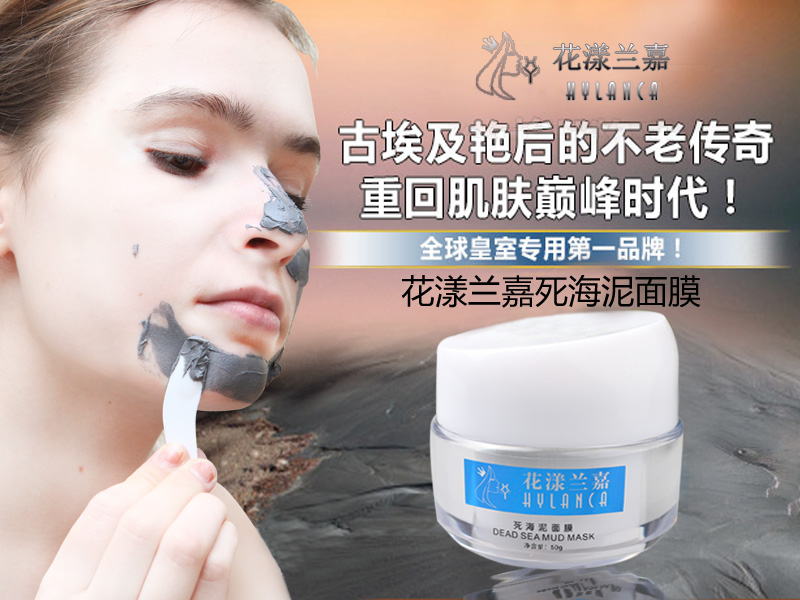 花漾兰嘉
HYLANCA
古埃及艳后的不老传奇
重回肌肤巅峰时代！
全球皇室专用第一品牌！
花漾兰嘉死海泥面膜
花漾兰嘉
HYLANCA
死海泥面膜
DEAD SEA MUD MASK
净含量：50g